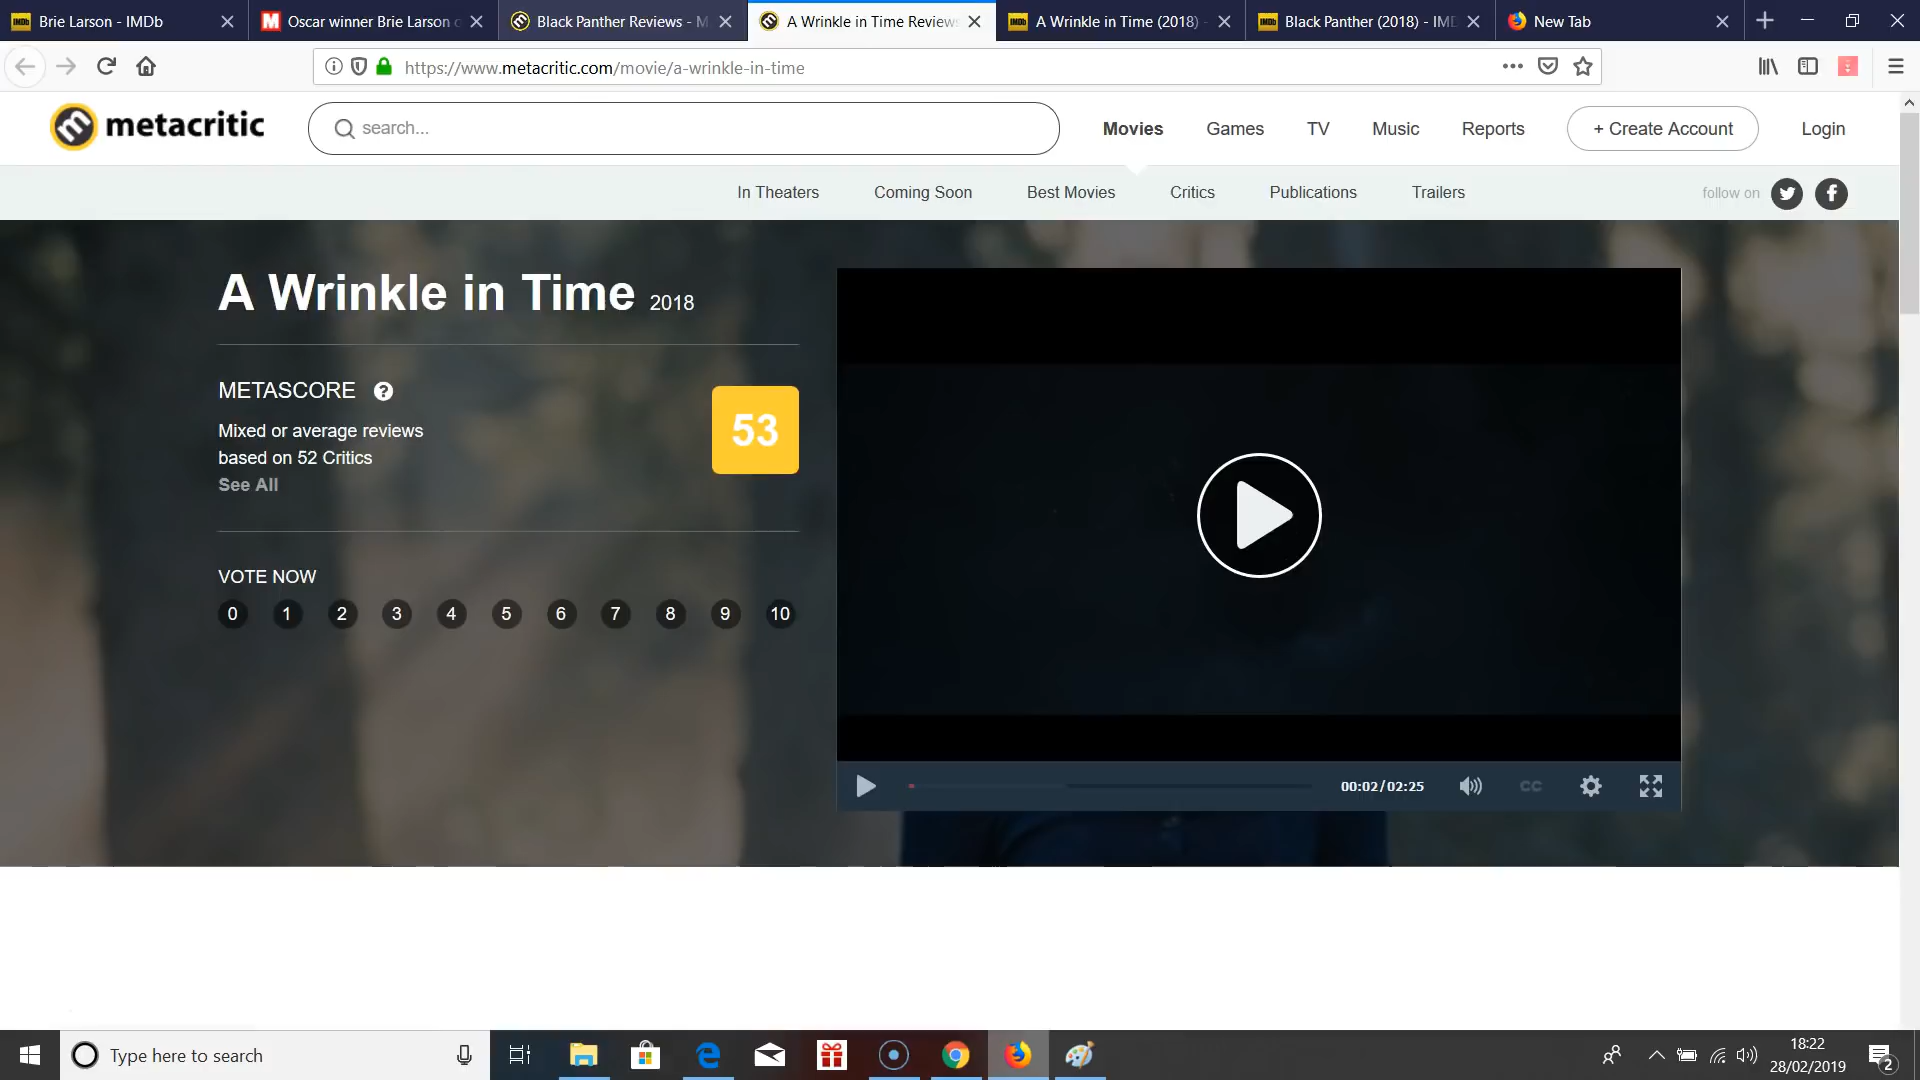 Brie Larson - IMDb
Oscar winner Brie Larson
Black Panther Reviews - M
A Wrinkle in Time Reviews
A Wrinkle in Time (2018) -
Black Panther (2018) - IMD
New Tab
https://www.metacritic.com/movie/a-wrinkle-in-time
metacritic
search...
Movies
Games
TV
Music
Reports
+ Create Account
Login
In Theaters
Coming Soon
Best Movies
Critics
Publications
Trailers
follow on
A Wrinkle in Time 2018
METASCORE ?
Mixed or average reviews
based on 52 Critics
See All
53
VOTE NOW
0 1 2 3 4 5 6 7 8 9 10
00:02/02:25
CC
Type here to search
18:22
28/02/2019
2